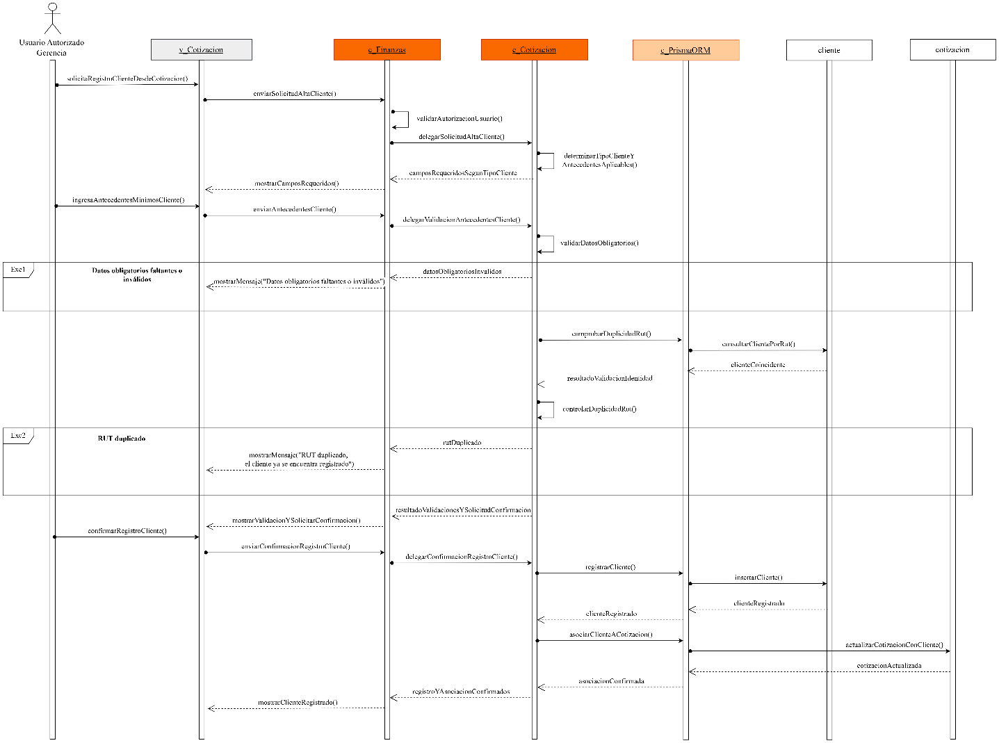 Usuario Autorizado
Gerencia
v_Cotizacion
c_Finanzas
c_Cotizacion
c_PrismaORM
cliente
cotizacion
solicitaRegistroClienteDesdeCotizacion()
enviarSolicitudAltaCliente()
validarAutorizacionUsuario()
delegarSolicitudAltaCliente()
determinarTipoClienteY
AntecedentesAplicables()
camposRequeridosSegunTipoCliente
mostrarCamposRequeridos()
ingresaAntecedentesMinimosCliente()
enviarAntecedentesCliente()
delegarValidacionAntecedentesCliente()
validarDatosObligatorios()
Exc1
Datos obligatorios faltantes o
inválidos
datosObligatoriosInvalidos
mostrarMensaje("Datos obligatorios faltantes o inválidos")
comprobarDuplicidadRut()
consultarClientePorRut()
clienteCoincidente
resultadoValidacionIdentidad
controlarDuplicidadRut()
Exc2
RUT duplicado
rutDuplicado
mostrarMensaje("RUT duplicado,
el cliente ya se encuentra registrado")
resultadoValidacionesYSolicitudConfirmacion
mostrarValidacionYSolicitarConfirmacion()
confirmarRegistroCliente()
enviarConfirmacionRegistroCliente()
delegarConfirmacionRegistroCliente()
registrarCliente()
insertarCliente()
clienteRegistrado
clienteRegistrado
asociarClienteACotizacion()
actualizarCotizacionConCliente()
cotizacionActualizada
asociacionConfirmada
registroYAsociacionConfirmados
mostrarClienteRegistrado()